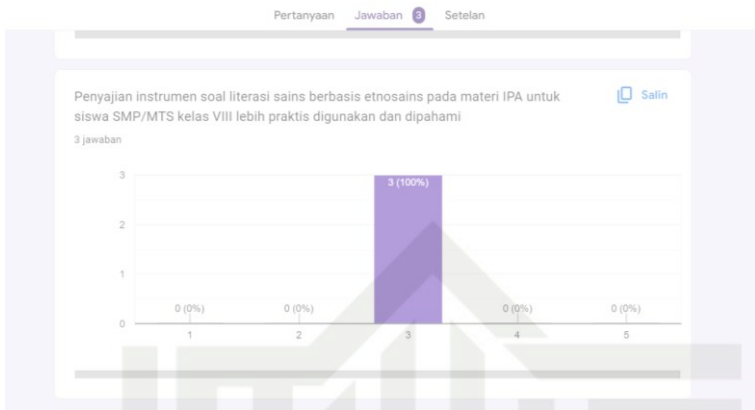 Pertanyaan Jawaban 3 Setelan
Penyajian instrumen soal literasi sains berbasis etnosains pada materi IPA untuk
siswa SMP/MTS kelas VIII lebih praktis digunakan dan dipahami
Salin
3 jawaban
3
3 (100%)
2
1
0 (0%) 0 (0%) 0 (0%) 0 (0%)
0
1 2 3 4 5